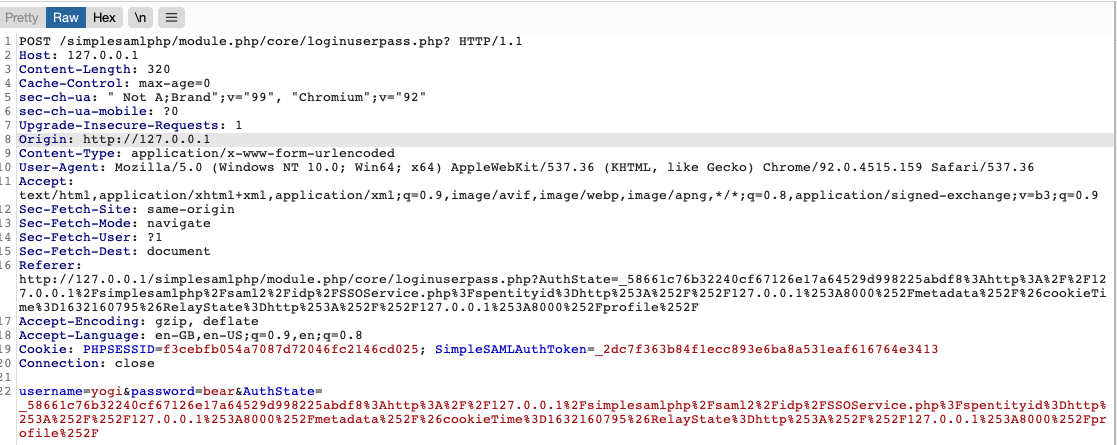 Pretty Raw Hex \n
1 POST /simplesamlphp/module.php/core/loginuserpass.php? HTTP/1.1
2 Host: 127.0.0.1
3 Content-Length: 320
4 Cache-Control: max-age=0
5 sec-ch-ua: " Not A;Brand";v="99", "Chromium";v="92"
6 sec-ch-ua-mobile: ?0
7 Upgrade-Insecure-Requests: 1
8 Origin: http://127.0.0.1
9 Content-Type: application/x-www-form-urlencoded
10 User-Agent: Mozilla/5.0 (Windows NT 10.0; Win64; x64) AppleWebKit/537.36 (KHTML, like Gecko) Chrome/92.0.4515.159 Safari/537.36
11 Accept:
text/html,application/xhtml+xml,application/xml;q=0.9,image/avif,image/webp,image/apng,*/*;q=0.8,application/signed-exchange;v=b3;q=0.9
12 Sec-Fetch-Site: same-origin
13 Sec-Fetch-Mode: navigate
14 Sec-Fetch-User: ?1
15 Sec-Fetch-Dest: document
16 Referer:
http://127.0.0.1/simplesamlphp/module.php/core/loginuserpass.php?AuthState=_58661c76b32240cf67126e17a64529d998225abdf8%3Ahttp%3A%2F%2F12
7.0.0.1%2Fsimplesamlphp%2Fsaml2%2Fidp%2FSSOService.php%3Fspentityid%3Dhttp%253A%252F%252F127.0.0.1%253A8000%252Fmetadata%252F%26cookieTi
me%3D1632160795%26RelayState%3Dhttp%253A%252F%252F127.0.0.1%253A8000%252Fprofile%252F
17 Accept-Encoding: gzip, deflate
18 Accept-Language: en-GB,en-US;q=0.9,en;q=0.8
19 Cookie: PHPSESSID=f3cebfb054a7087d72046fc2146cd025; SimpleSAMLAuthToken=_2dc7f363b84f1ecc893e6ba8a531eaf616764e3413
20 Connection: close
21
22 username=yogi&password=bear&AuthState=
_58661c76b32240cf67126e17a64529d998225abdf8%3Ahttp%3A%2F%2F127.0.0.1%2Fsimplesamlphp%2Fsaml2%2Fidp%2FSSOService.php%3Fspentityid%3Dhttp%
253A%252F%252F127.0.0.1%253A8000%252Fmetadata%252F%26cookieTime%3D1632160795%26RelayState%3Dhttp%253A%252F%252F127.0.0.1%253A8000%252Fpr
ofile%252F